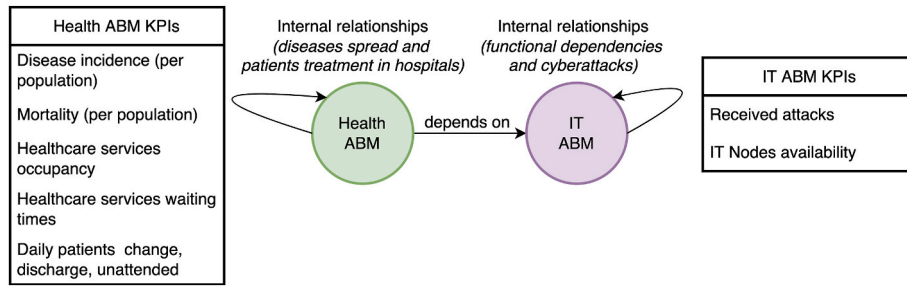 Health ABM KPIs
Disease incidence (per
population)
Mortality (per population)
Healthcare services
occupancy
Healthcare services waiting
times
Daily patients change,
discharge, unattended
Internal relationships
(diseases spread and
patients treatment in hospitals)
Health
ABM
depends on
Internal relationships
(functional dependencies
and cyberattacks)
IT
ABM
IT ABM KPIs
Received attacks
IT Nodes availability